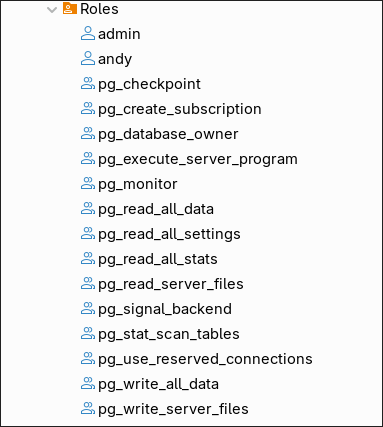 Roles
admin
andy
pg_checkpoint
pg_create_subscription
pg_database_owner
pg_execute_server_program
pg_monitor
pg_read_all_data
pg_read_all_settings
pg_read_all_stats
pg_read_server_files
pg_signal_backend
pg_stat_scan_tables
pg_use_reserved_connections
pg_write_all_data
pg_write_server_files